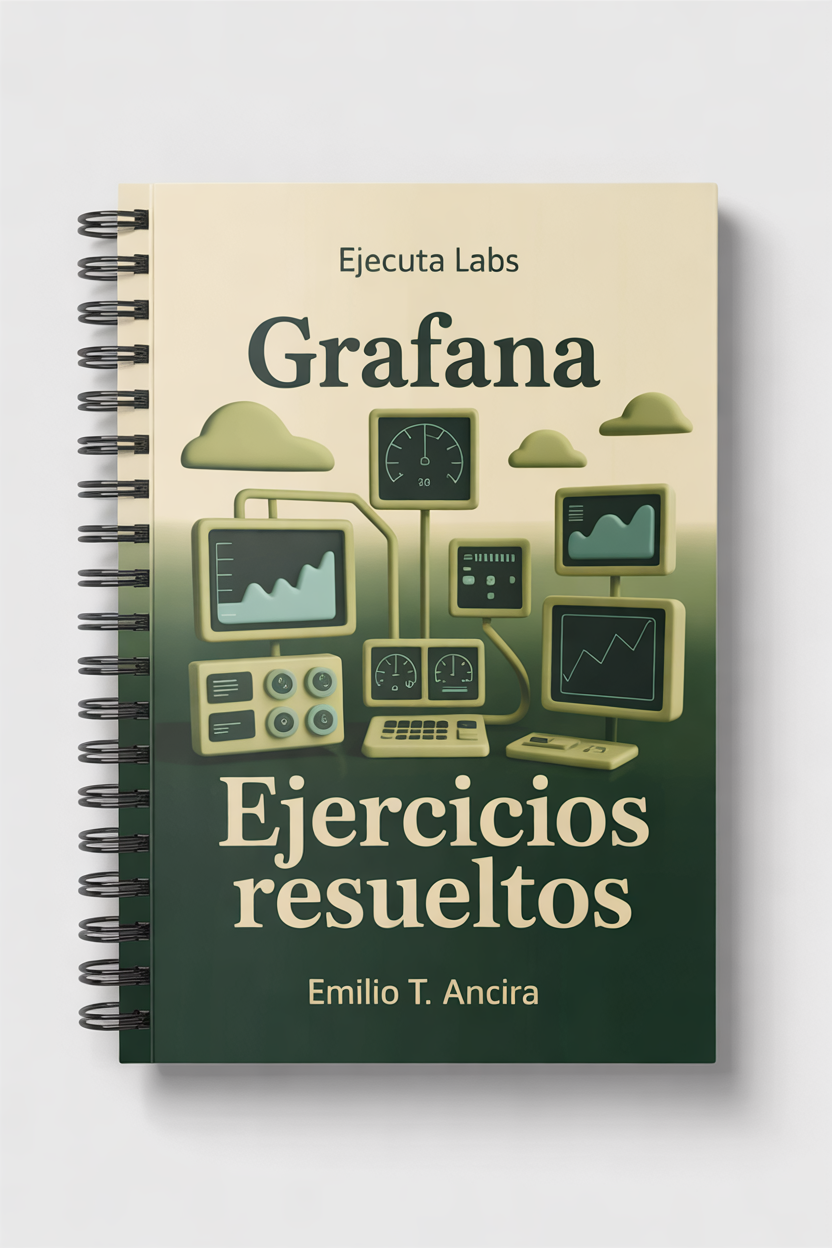 Ejecuta Labs
Grafana
Ejercicios
resueltos
Emilio T. Ancira